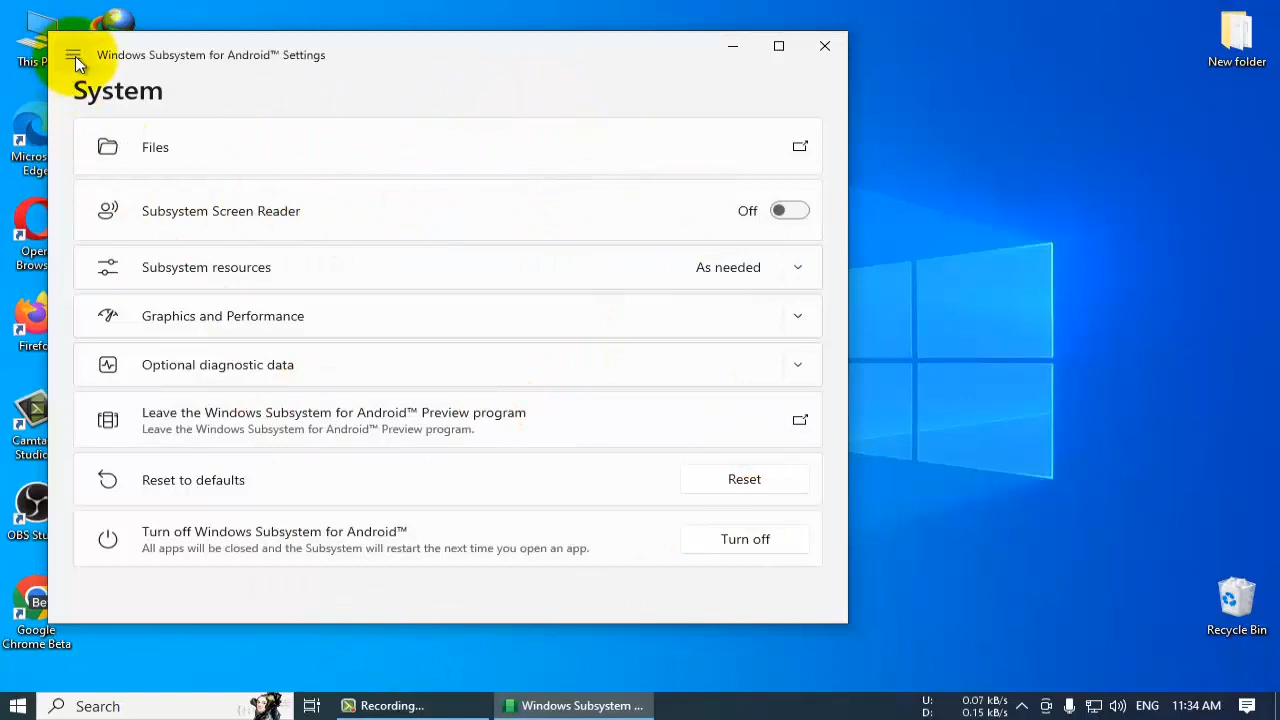 This P
Windows Subsystem for Android™ Settings
New folder
System
Files
Micros
Edge
Subsystem Screen Reader
Off
Oper
Brows
Subsystem resources
As needed
Graphics and Performance
Firefo
Optional diagnostic data
Leave the Windows Subsystem for Android™ Preview program
Leave the Windows Subsystem for Android™ Preview program.
Camta
Studio
Reset to defaults
Reset
Turn off Windows Subsystem for Android™
All apps will be closed and the Subsystem will restart the next time you open an app.
Turn off
OBS Stu
Be
Google
Chrome Beta
Recycle Bin
Search
Recording...
Windows Subsystem ...
U: 0.07 kB/s
D: 0.15 kB/s
ENG
11:34 AM